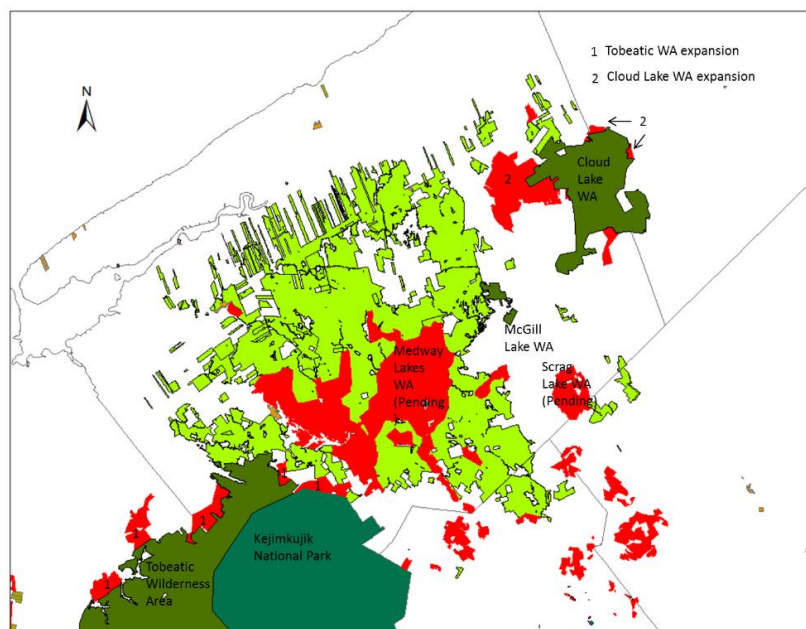 1 Tobeatic WA expansion
2 Cloud Lake WA expansion
N
2
Cloud
Lake
WA
2
McGill
Lake WA
Medway
Lakes
WA
(Pending
)
Scrag
Lake WA
(Pending)
1
1
1
1
1
Kejimkujik
National Park
Tobeatic
Wilderness
Area